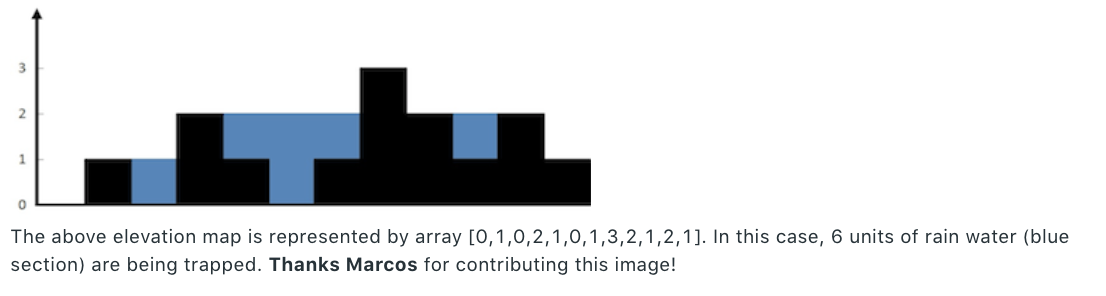 3
2
1
0
The above elevation map is represented by array [0,1,0,2,1,0,1,3,2,1,2,1]. In this case, 6 units of rain water (blue
section) are being trapped. Thanks Marcos for contributing this image!